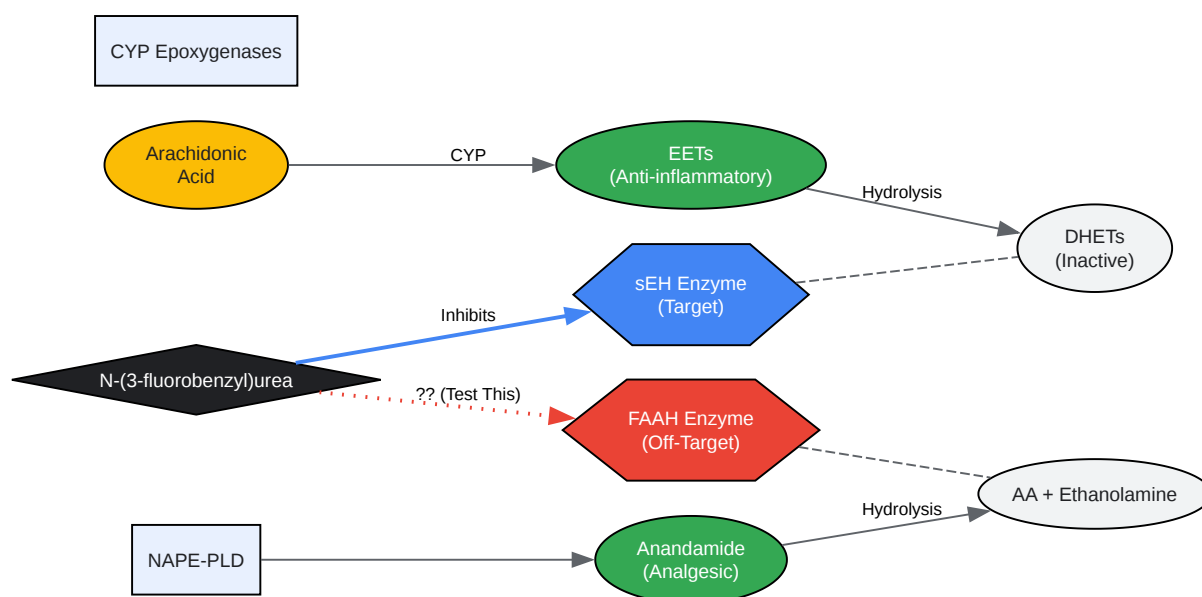 CYP Epoxygenases
Arachidonic
Acid
CYP
EETs
(Anti-inflammatory)
Hydrolysis
DHETs
(Inactive)
sEH Enzyme
(Target)
Inhibits
N-(3-fluorobenzyl)urea
?? (Test This)
FAAH Enzyme
(Off-Target)
AA + Ethanolamine
Hydrolysis
NAPE-PLD
Anandamide
(Analgesic)